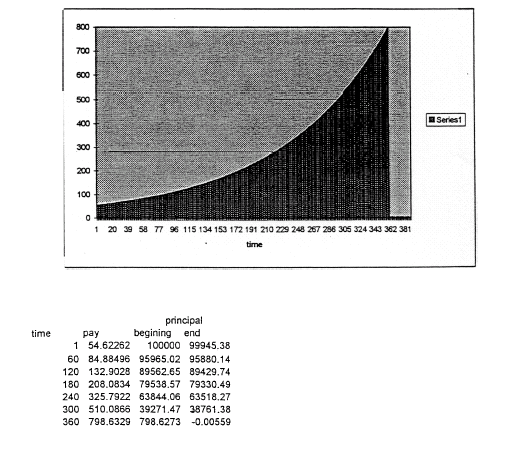 800
700
600
500
400
300
200
100
0
1 20 39 58 77 96 115 134 153 172 191 210 229 248 267 286 305 324 343 362 381
time
Series1
principal
time pay begining end
1 54.62262 100000 99945.38
60 84.88496 95965.02 95880.14
120 132.9028 89562.65 89429.74
180 208.0834 79538.57 79330.49
240 325.7922 63844.06 63518.27
300 510.0866 39271.47 38761.38
360 798.6329 798.6273 -0.00559